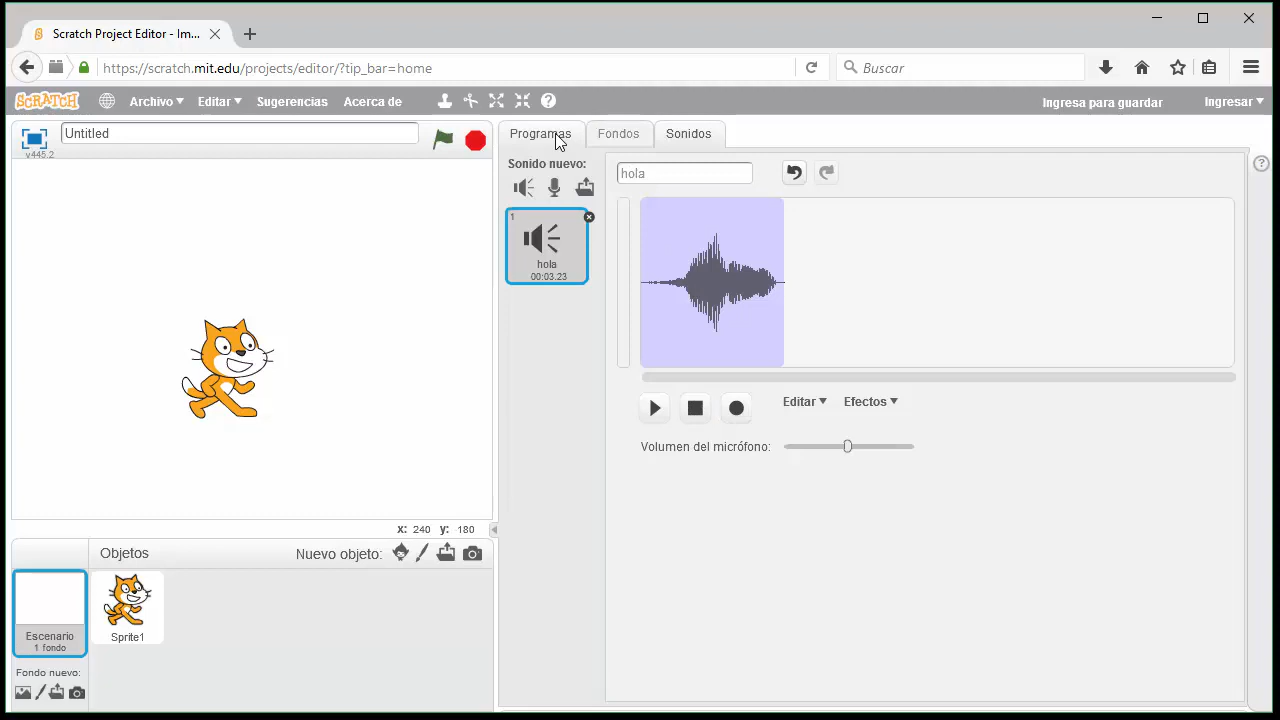 Scratch Project Editor - Im...
https://scratch.mit.edu/projects/editor/?tip_bar=home
Buscar
SCRATCH
Archivo
Editar
Sugerencias
Acerca de
Ingresa para guardar
Ingresar
v445.2
Untitled
Programas
Fondos
Sonidos
Sonido nuevo:
1
hola
00:03.23
hola
Editar
Efectos
Volumen del micrófono:
x: 240 y: 180
Objetos
Nuevo objeto:
Escenario
1 fondo
Sprite1
Fondo nuevo: